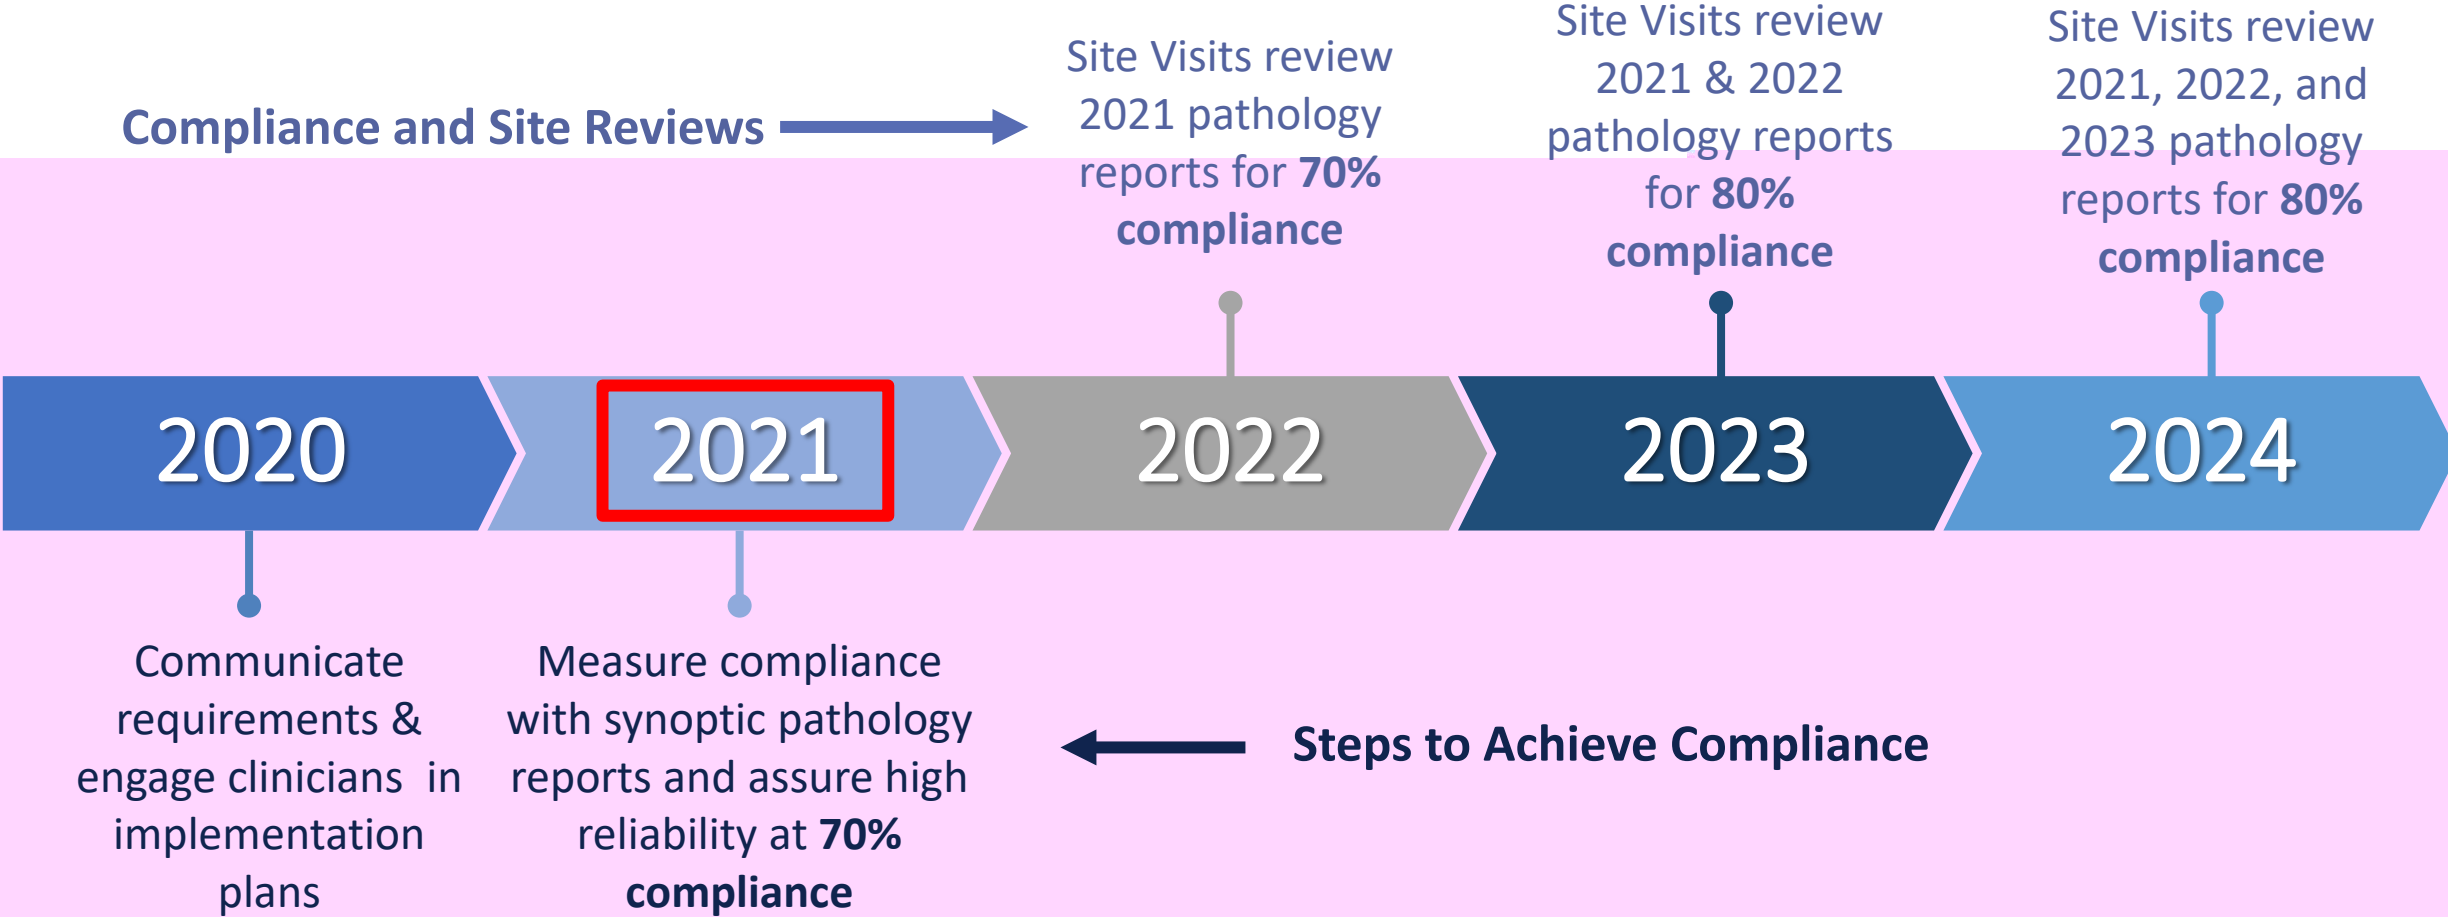 Compliance and Site Reviews
Site Visits review
2021 pathology
reports for 70%
compliance
Site Visits review
2021 & 2022
pathology reports
for 80%
compliance
Site Visits review
2021, 2022, and
2023 pathology
reports for 80%
compliance
2020
2021
2022
2023
2024
Communicate
requirements &
engage clinicians in
implementation
plans
Measure compliance
with synoptic pathology
reports and assure high
reliability at 70%
compliance
Steps to Achieve Compliance